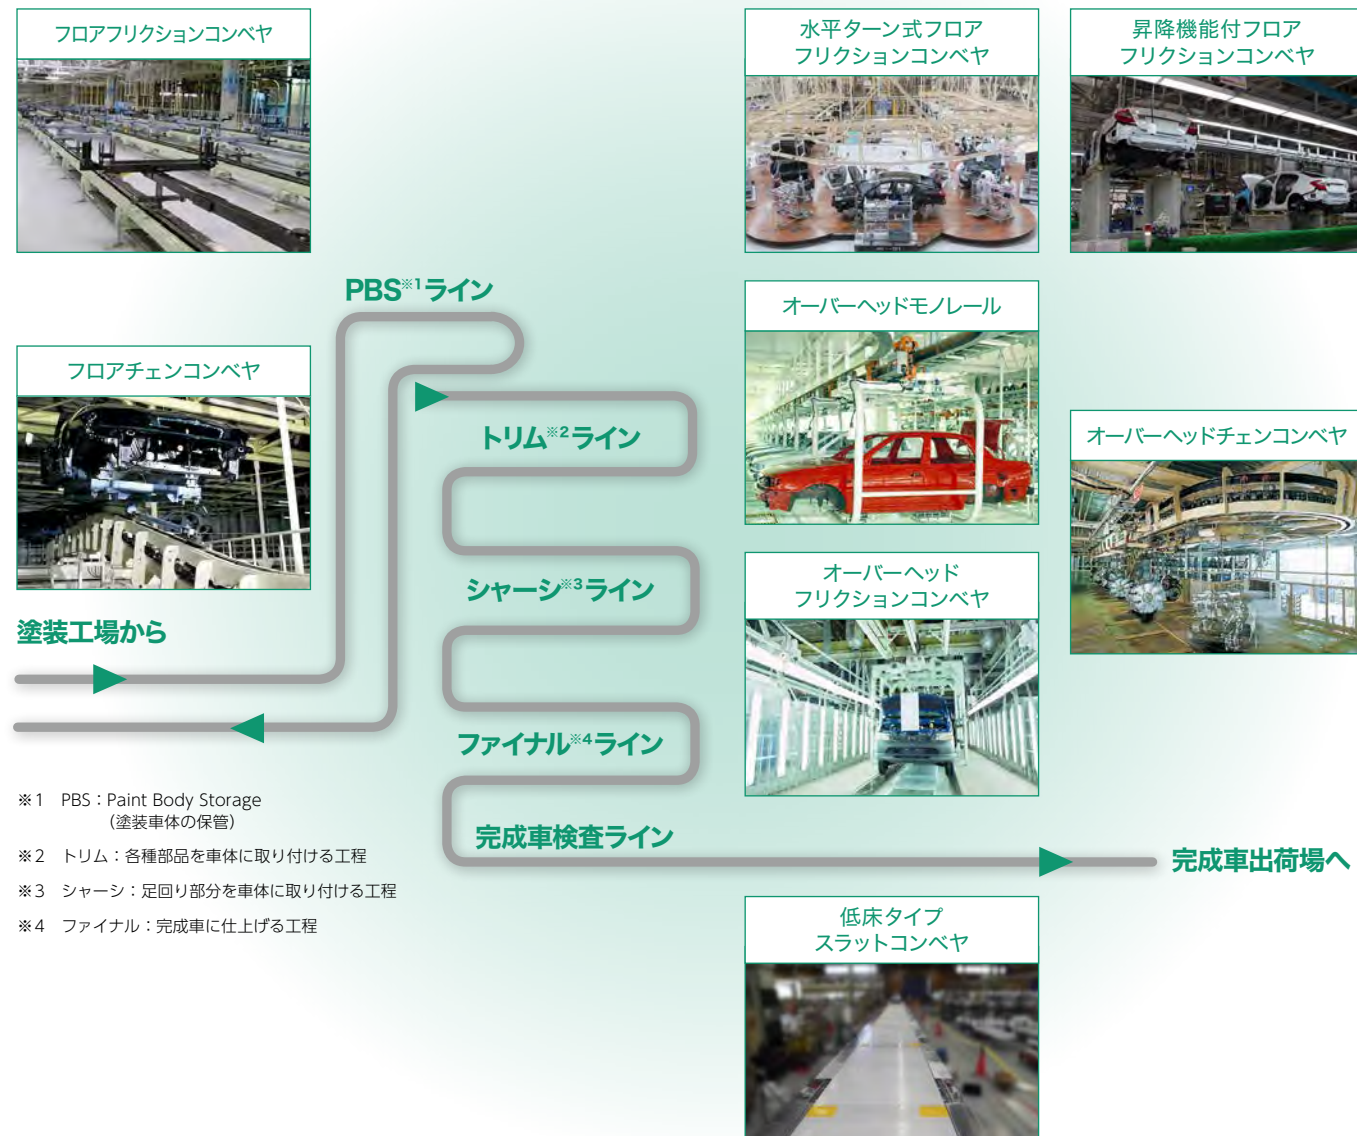 フロアフリクションコンベヤ
水平ターン式フロア
フリクションコンベヤ
昇降機能付フロア
フリクションコンベヤ
PBS※1ライン
オーバーヘッドモノレール
フロアチェンコンベヤ
トリム※2ライン
オーバーヘッドチェンコンベヤ
シャーシ※3ライン
オーバーヘッド
フリクションコンベヤ
塗装工場から
ファイナル※4ライン
※1 PBS：Paint Body Storage
（塗装車体の保管）
※2 トリム：各種部品を車体に取り付ける工程
※3 シャーシ：足回り部分を車体に取り付ける工程
※4 ファイナル：完成車に仕上げる工程
完成車検査ライン
完成車出荷場へ
低床タイプ
スラットコンベヤ